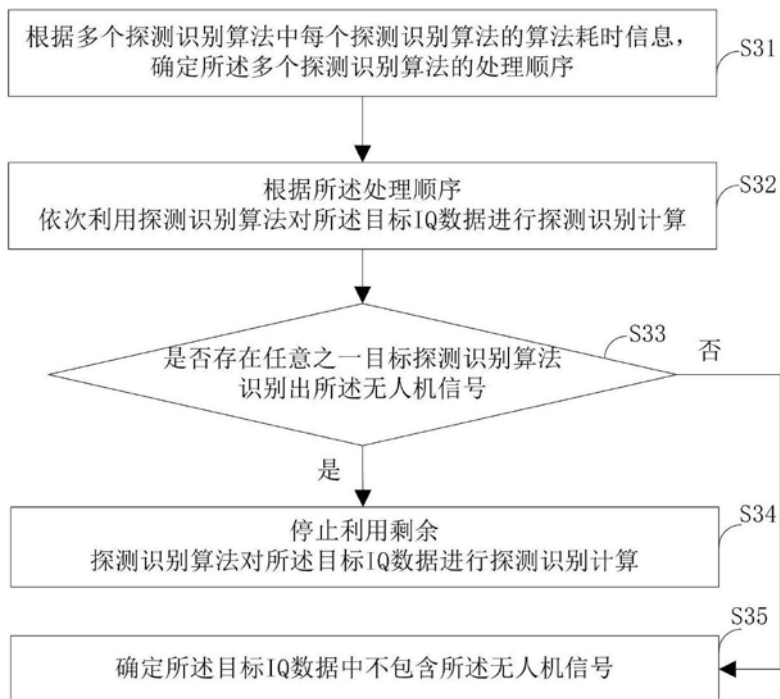 根据多个探测识别算法中每个探测识别算法的算法耗时信息，
确定所述多个探测识别算法的处理顺序
S31
根据所述处理顺序
依次利用探测识别算法对所述目标IQ数据进行探测识别计算
S32
是否存在任意之一目标探测识别算法
识别出所述无人机信号
S33
否
是
停止利用剩余
探测识别算法对所述目标IQ数据进行探测识别计算
S34
确定所述目标IQ数据中不包含所述无人机信号
S35